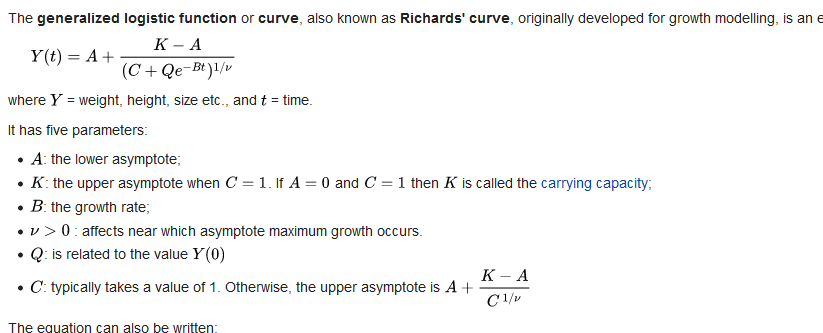 The generalized logistic function or curve, also known as Richards' curve, originally developed for growth modelling, is an
Y(t) = A + \frac{K - A}{(C + Qe^{-Bt})^{1/ν}}
where Y = weight, height, size etc., and t = time.
It has five parameters:
• A: the lower asymptote;
• K: the upper asymptote when C = 1. If A = 0 and C = 1 then K is called the carrying capacity;
• B: the growth rate;
• ν > 0 : affects near which asymptote maximum growth occurs.
• Q: is related to the value Y(0)
• C: typically takes a value of 1. Otherwise, the upper asymptote is A + \frac{K - A}{C^{1/ν}}
The equation can also be written: